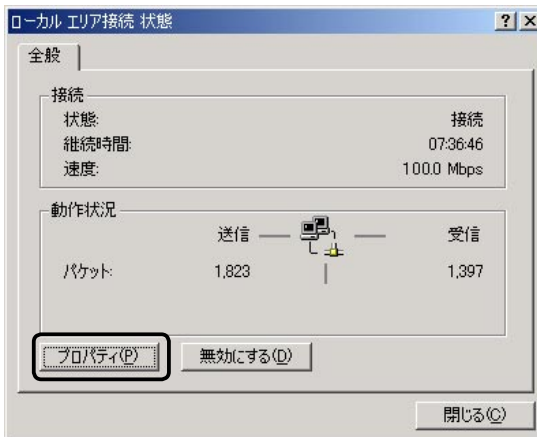 ローカル エリア接続 状態
全般
接続
状態: 接続
継続時間: 07:36:46
速度: 100.0 Mbps
動作状況
送信 受信
パケット: 1,823 1,397
プロパティ(P) 無効にする(D)
閉じる(C)